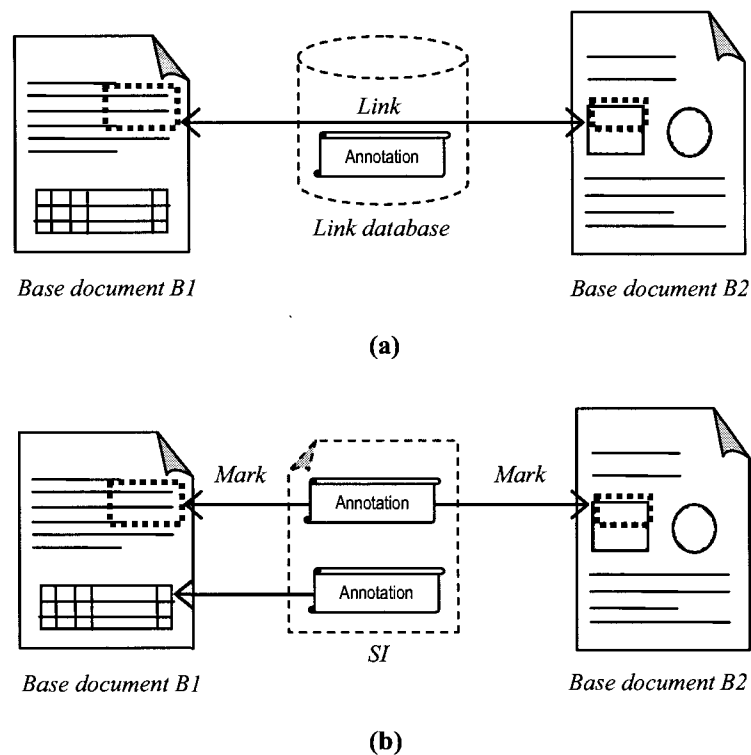 Link
Annotation
Link database
Base document B1
Base document B2
(a)
Mark
Mark
Annotation
Annotation
SI
Base document B1
Base document B2
(b)